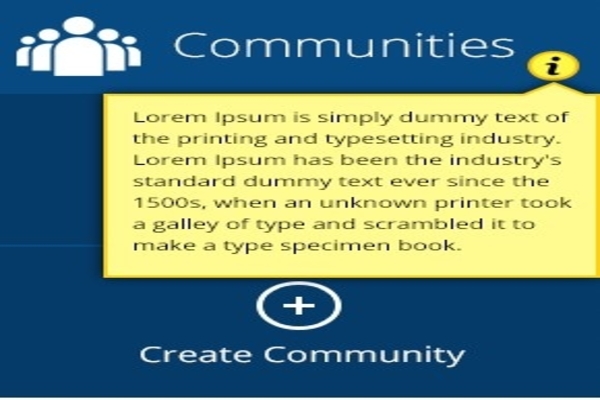 Communities
i
Lorem Ipsum is simply dummy text of
the printing and typesetting industry.
Lorem Ipsum has been the industry's
standard dummy text ever since the
1500s, when an unknown printer took
a galley of type and scrambled it to
make a type specimen book.
Create Community